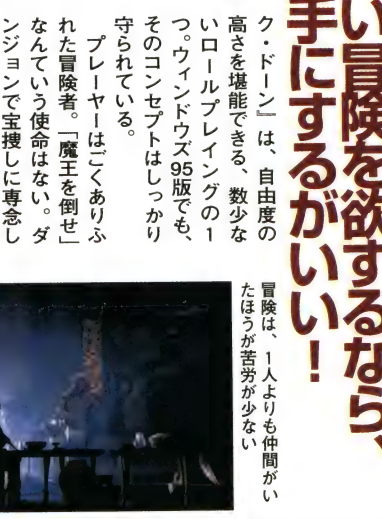 い冒険を欲するなら、
手にするがいい！
冒険は、1人よりも仲間がい
たほうが苦労が少ない
ク・ドーン』は、自由度の
高さを堪能できる、数少な
いロールプレイングの1
つ。ウィンドウズ95版でも、
そのコンセプトはしっかり
守られている。
プレーヤーはごくありふ
れた冒険者。「魔王を倒せ」
なんていう使命はない。ダ
ンジョンで宝捜しに専念し